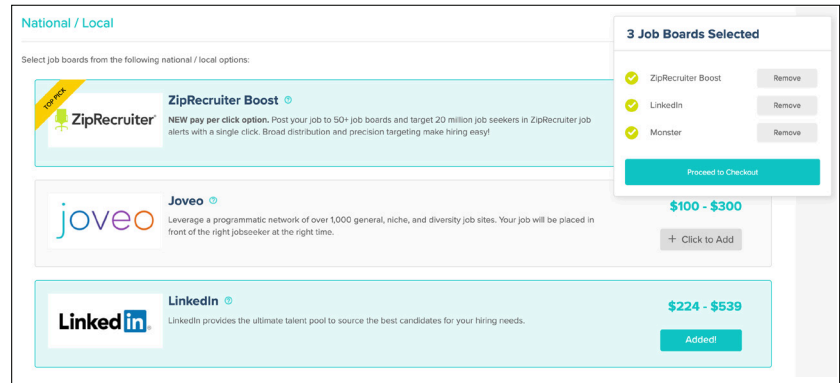 National / Local
Select job boards from the following national / local options:
TOP PICK
ZipRecruiter
ZipRecruiter Boost
NEW pay per click option. Post your job to 50+ job boards and target 20 million job seekers in ZipRecruiter job
alerts with a single click. Broad distribution and precision targeting make hiring easy!
3 Job Boards Selected
ZipRecruiter Boost
Remove
LinkedIn
Remove
Monster
Remove
Proceed to Checkout
joveo
Joveo
Leverage a programmatic network of over 1,000 general, niche, and diversity job sites. Your job will be placed in
front of the right jobseeker at the right time.
$100 - $300
+ Click to Add
Linked in
LinkedIn
LinkedIn provides the ultimate talent pool to source the best candidates for your hiring needs.
$224 - $539
Added!